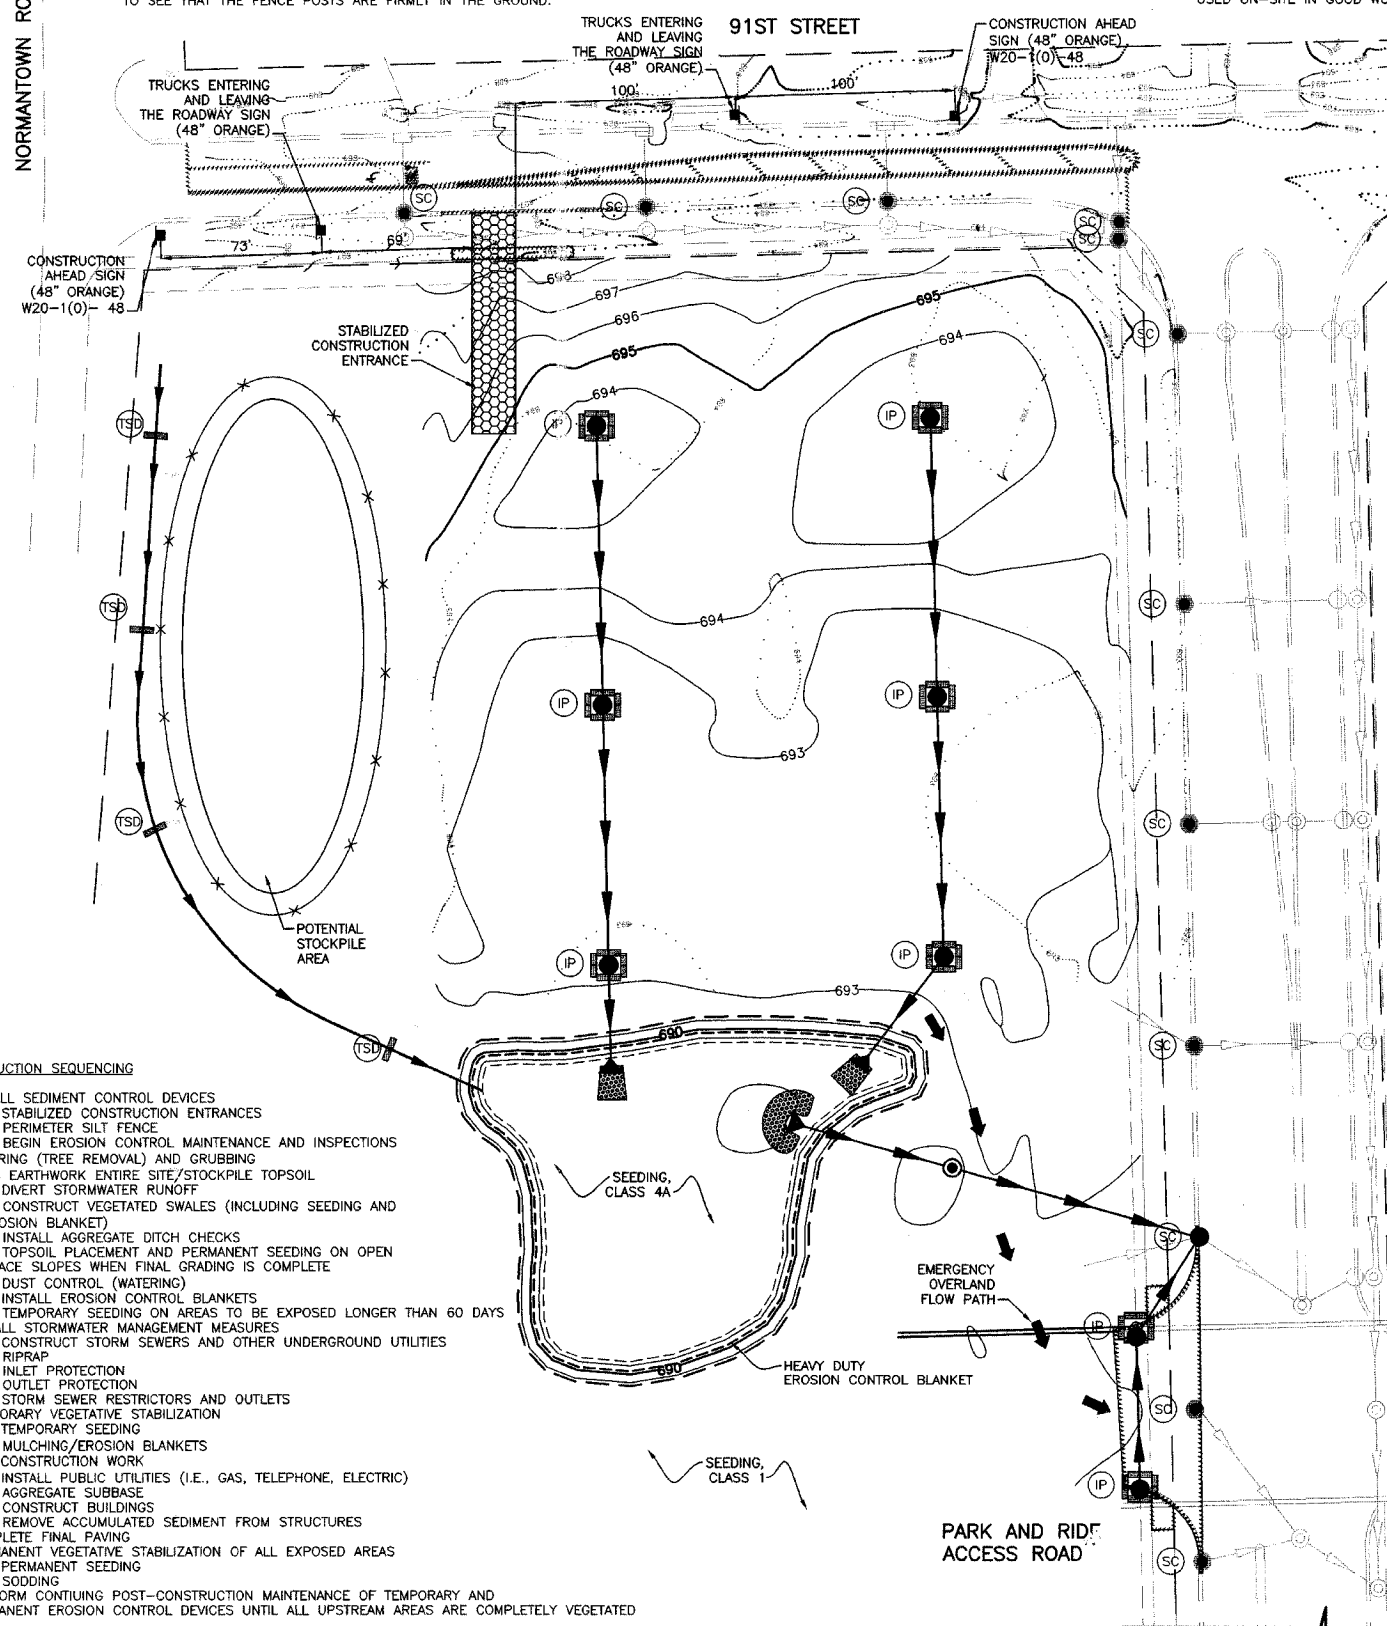 TO SEE THAT THE FENCE POSTS ARE FIRMLY IN THE GROUND.
NORMANTOWN
91ST STREET
TRUCKS ENTERING
AND LEAVING
THE ROADWAY SIGN
(48" ORANGE)
CONSTRUCTION AHEAD
SIGN (48" ORANGE)
W20-1(0)-48
100'
100'
TRUCKS ENTERING
AND LEAVING
THE ROADWAY SIGN
(48" ORANGE)
SC
SC
SC
SC
SC
73'
69'
CONSTRUCTION
AHEAD SIGN
(48" ORANGE)
W20-1(0)- 48
698
697
696
695
695
694
694
STABILIZED
CONSTRUCTION
ENTRANCE
SC
TSD
IP
IP
TSD
SC
694
IP
IP
693
TSD
SC
POTENTIAL
STOCKPILE
AREA
IP
IP
693
690
TSD
SC
SEEDING,
CLASS 4A
SC
EMERGENCY
OVERLAND
FLOW PATH
IP
690
HEAVY DUTY
EROSION CONTROL BLANKET
SC
SEEDING,
CLASS 1
IP
PARK AND RIDE
ACCESS ROAD
SC
UCTION SEQUENCING
LL SEDIMENT CONTROL DEVICES
STABILIZED CONSTRUCTION ENTRANCES
PERIMETER SILT FENCE
BEGIN EROSION CONTROL MAINTENANCE AND INSPECTIONS
RING (TREE REMOVAL) AND GRUBBING
EARTHWORK ENTIRE SITE/STOCKPILE TOPSOIL
DIVERT STORMWATER RUNOFF
CONSTRUCT VEGETATED SWALES (INCLUDING SEEDING AND
OSION BLANKET)
INSTALL AGGREGATE DITCH CHECKS
TOPSOIL PLACEMENT AND PERMANENT SEEDING ON OPEN
ACE SLOPES WHEN FINAL GRADING IS COMPLETE
DUST CONTROL (WATERING)
INSTALL EROSION CONTROL BLANKETS
TEMPORARY SEEDING ON AREAS TO BE EXPOSED LONGER THAN 60 DAYS
ALL STORMWATER MANAGEMENT MEASURES
CONSTRUCT STORM SEWERS AND OTHER UNDERGROUND UTILITIES
RIPRAP
INLET PROTECTION
OUTLET PROTECTION
STORM SEWER RESTRICTORS AND OUTLETS
ORARY VEGETATIVE STABILIZATION
TEMPORARY SEEDING
MULCHING/EROSION BLANKETS
CONSTRUCTION WORK
INSTALL PUBLIC UTILITIES (I.E., GAS, TELEPHONE, ELECTRIC)
AGGREGATE SUBBASE
CONSTRUCT BUILDINGS
REMOVE ACCUMULATED SEDIMENT FROM STRUCTURES
PLETE FINAL PAVING
ANENT VEGETATIVE STABILIZATION OF ALL EXPOSED AREAS
PERMANENT SEEDING
SODDING
ORM CONTIUING POST-CONSTRUCTION MAINTENANCE OF TEMPORARY AND
ANENT EROSION CONTROL DEVICES UNTIL ALL UPSTREAM AREAS ARE COMPLETELY VEGETATED